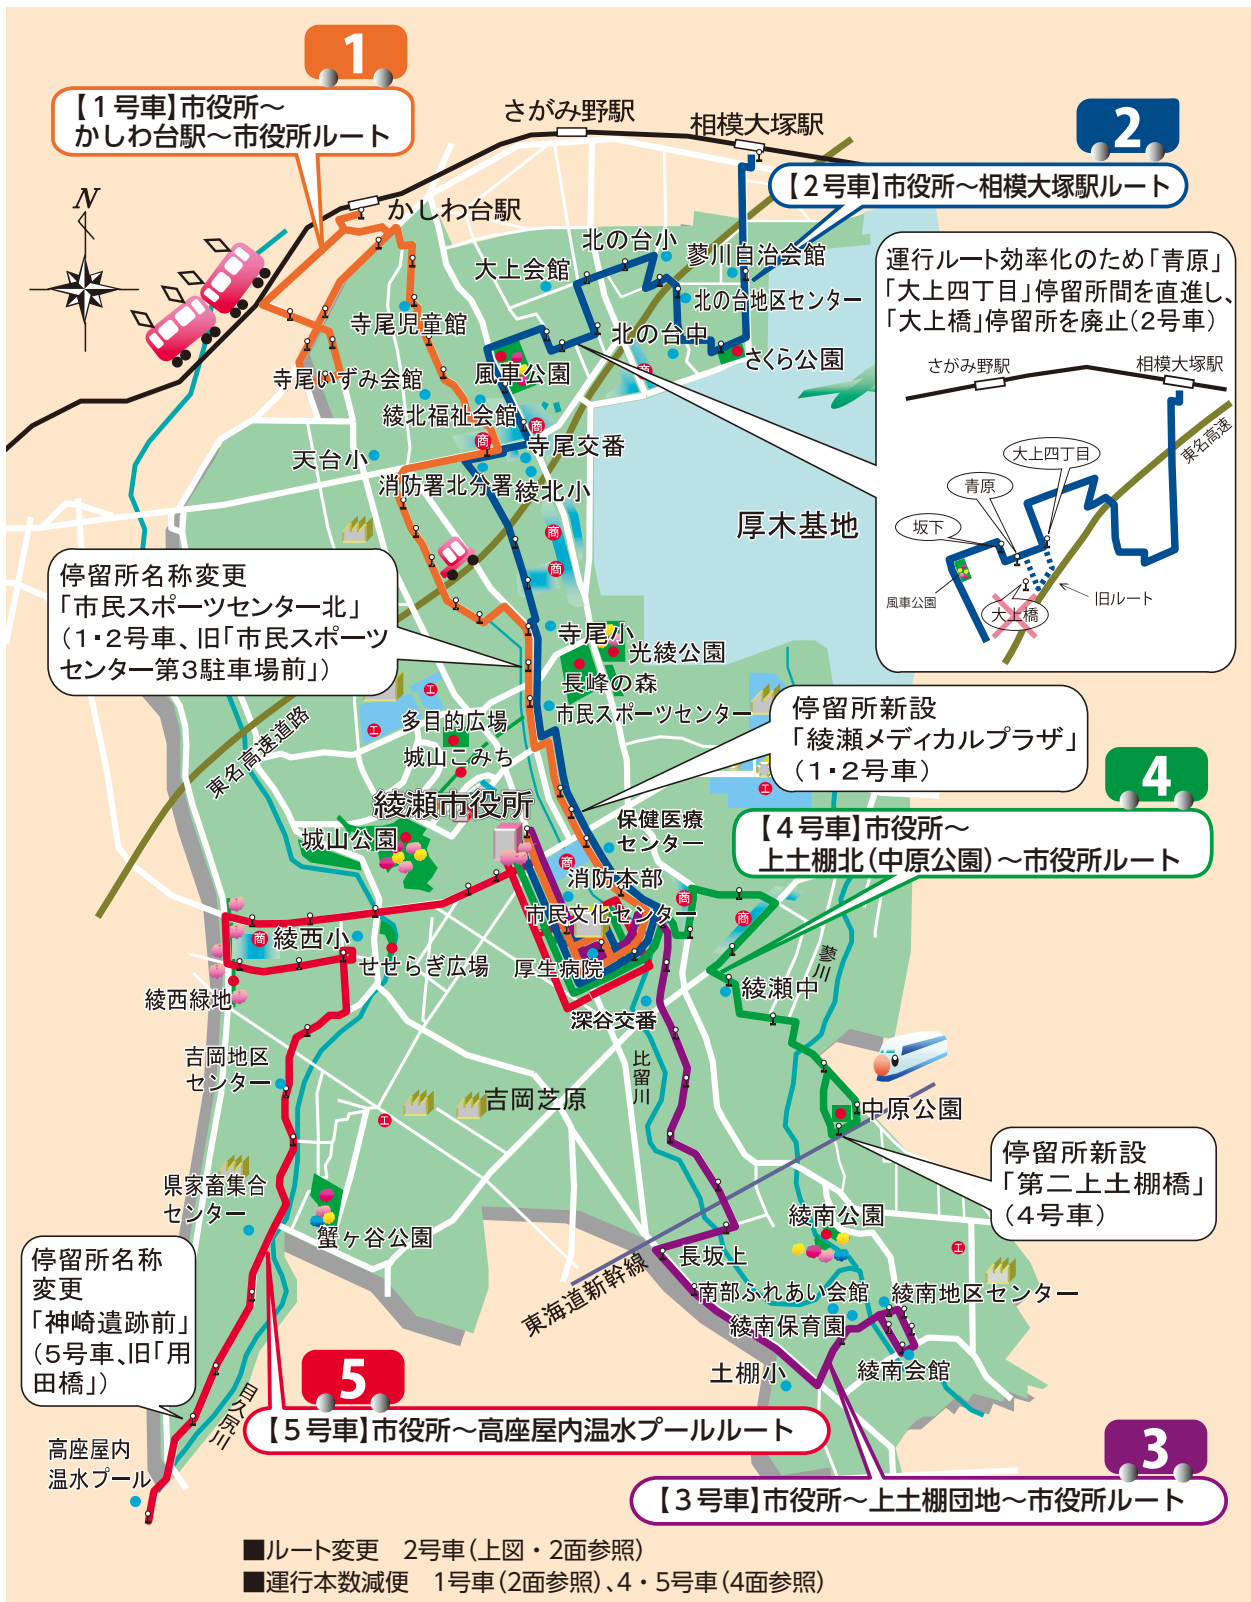 1
【1号車】市役所～
かしわ台駅～市役所ルート
さがみ野駅
相模大塚駅
2
【2号車】市役所～相模大塚駅ルート
N
かしわ台駅
北の台小
蓼川自治会館
大上会館
北の台地区センター
寺尾児童館
北の台中
さくら公園
風車公園
寺尾いずみ会館
商
綾北福祉会館
商
商
寺尾交番
天台小
消防署北分署
綾北小
厚木基地
商
商
運行ルート効率化のため「青原」
「大上四丁目」停留所間を直進し、
「大上橋」停留所を廃止（2号車）
さがみ野駅
相模大塚駅
東名高速
大上四丁目
青原
坂下
風車公園
大上橋
旧ルート
停留所名称変更
「市民スポーツセンター北」
（1・2号車、旧「市民スポーツ
センター第3駐車場前」）
寺尾小
光綾公園
長峰の森
市民スポーツセンター
工
工
多目的広場
城山こみち
東名高速道路
停留所新設
「綾瀬メディカルプラザ」
（1・2号車）
工
4
【4号車】市役所～
上土棚北（中原公園）～市役所ルート
綾瀬市役所
城山公園
保健医療
センター
商
消防本部
市民文化センター
商
商
綾西小
商
せせらぎ広場
厚生病院
綾西緑地
深谷交番
綾瀬中
蓼川
比留川
吉岡地区
センター
吉岡芝原
工
中原公園
停留所新設
「第二上土棚橋」
（4号車）
県家畜集合
センター
蟹ヶ谷公園
綾南公園
工
停留所名称
変更
「神崎遺跡前」
（5号車、旧「用
田橋」）
長坂上
東海道新幹線
南部ふれあい会館
綾南地区センター
綾南保育園
土棚小
綾南会館
目久尻川
5
【5号車】市役所～高座屋内温水プールルート
高座屋内
温水プール
3
【3号車】市役所～上土棚団地～市役所ルート
■ルート変更　2号車（上図・2面参照）
■運行本数減便　1号車（2面参照）、4・5号車（4面参照）